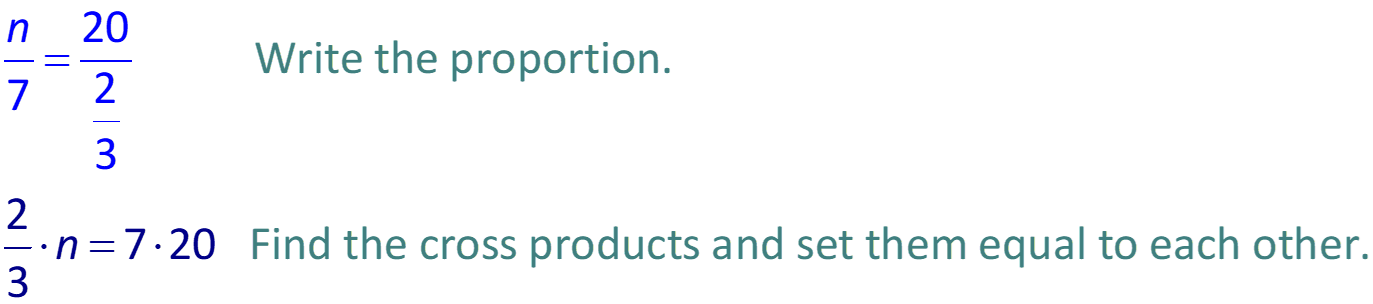 n/7 = 20/(2/3) Write the proportion.
2/3 · n = 7 · 20 Find the cross products and set them equal to each other.